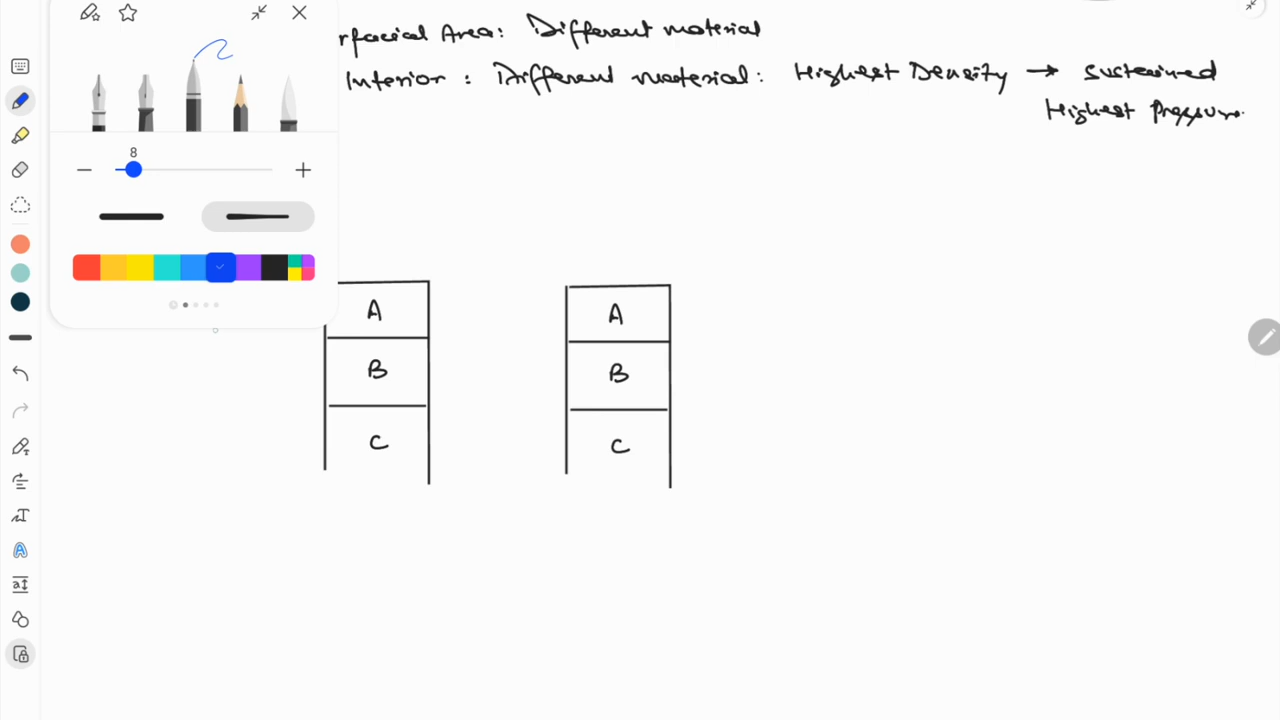 rfacial Area: Different material
Interior: Different material: Highest Density → sustained
Highest Pressure
8
A
B
C
A
B
C